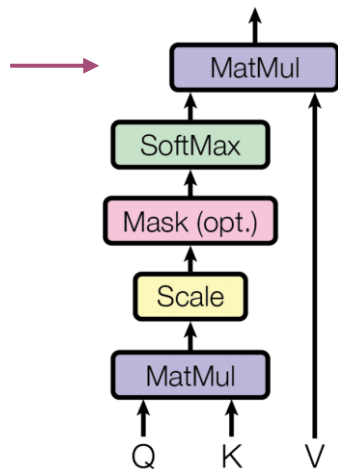 MatMul
SoftMax
Mask (opt.)
Scale
MatMul
Q K V